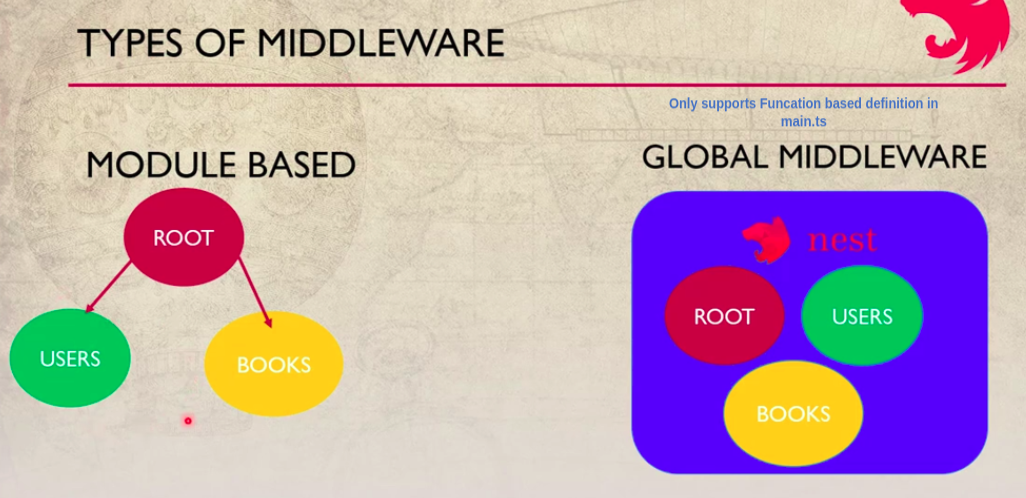 TYPES OF MIDDLEWARE
Only supports Funcation based definition in
main.ts
MODULE BASED
ROOT
USERS
BOOKS
GLOBAL MIDDLEWARE
nest
ROOT
USERS
BOOKS